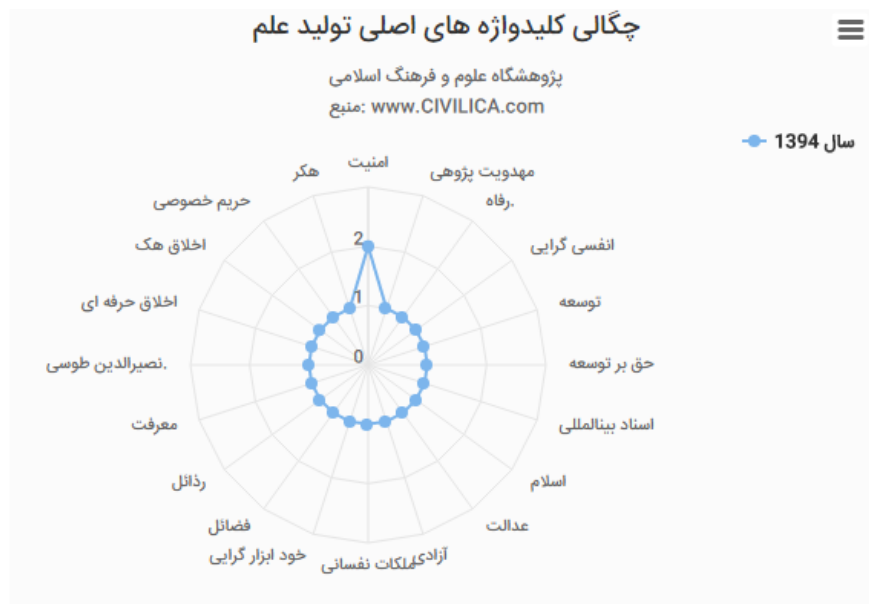 چگالی کلیدواژه های اصلی تولید علم
پژوهشگاه علوم و فرهنگ اسلامی
منبع: www.CIVILICA.com
سال 1394
امنیت
مهدویت پژوهی
رفاه.
انفسی گرایی
توسعه
حق بر توسعه
اسناد بینالمللی
اسلام
عدالت
آزادی
ملکات نفسانی
خود ابزار گرایی
فضائل
رذائل
معرفت
نصیرالدین طوسی.
اخلاق حرفه ای
اخلاق هک
حریم خصوصی
هکر
2
1
0